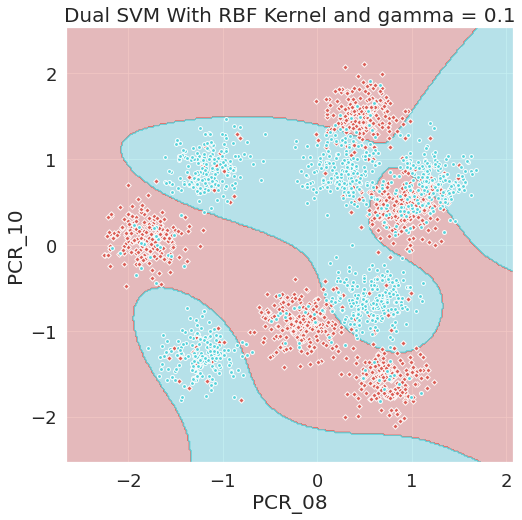 Dual SVM With RBF Kernel and gamma = 0.1
2
1
0
−1
−2
PCR_10
−2 −1 0 1 2
PCR_08